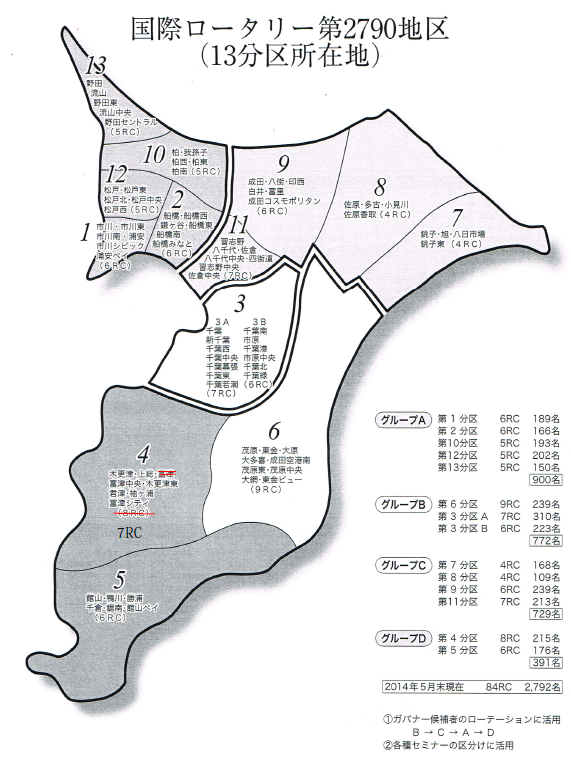 国際ロータリー第2790地区
(13分区所在地)
13
野田
流山
野田東
流山中央
野田セントラル
(5RC)
10
柏・我孫子
柏西・柏東
柏南(5RC)
12
松戸・松戸東
松戸北・松戸中央
松戸西(5RC)
2
船橋・船橋西
鎌ヶ谷・船橋東
船橋南
船橋みなと
(6RC)
1
市川・市川東
市川南・浦安
市川シビック
浦安ベイ
(6RC)
11
習志野
八千代・佐倉
八千代中央・四街道
習志野中央
佐倉中央(7RC)
9
成田・八街・印西
白井・富里
成田コスモポリタン
(6RC)
8
佐原・多古・小見川
佐原香取(4RC)
7
銚子・旭・八日市場
銚子東(4RC)
3
3A
千葉
新千葉
千葉西
千葉中央
千葉幕張
千葉東
千葉若潮
(7RC)
3B
千葉南
市原
千葉港
市原中央
千葉北
千葉緑
(6RC)
4
木更津・上総・富津
富津中央・木更津東
君津・袖ヶ浦
富津シティ
(8RC)
7RC
6
茂原・東金・大原
大多喜・成田空港南
茂原東・茂原中央
大網・東金ビュー
(9RC)
5
館山・鴨川・勝浦
千倉・鋸南・館山ベイ
(6RC)
グループA 第1分区 6RC 189名
第2分区 6RC 166名
第10分区 5RC 193名
第12分区 5RC 202名
第13分区 5RC 150名
900名
グループB 第6分区 9RC 239名
第3分区A 7RC 310名
第3分区B 6RC 223名
772名
グループC 第7分区 4RC 168名
第8分区 4RC 109名
第9分区 6RC 239名
第11分区 7RC 213名
729名
グループD 第4分区 8RC 215名
第5分区 6RC 176名
391名
2014年5月末現在 84RC 2,792名
①ガバナー候補者のローテーションに活用
B→C→A→D
②各種セミナーの区分けに活用